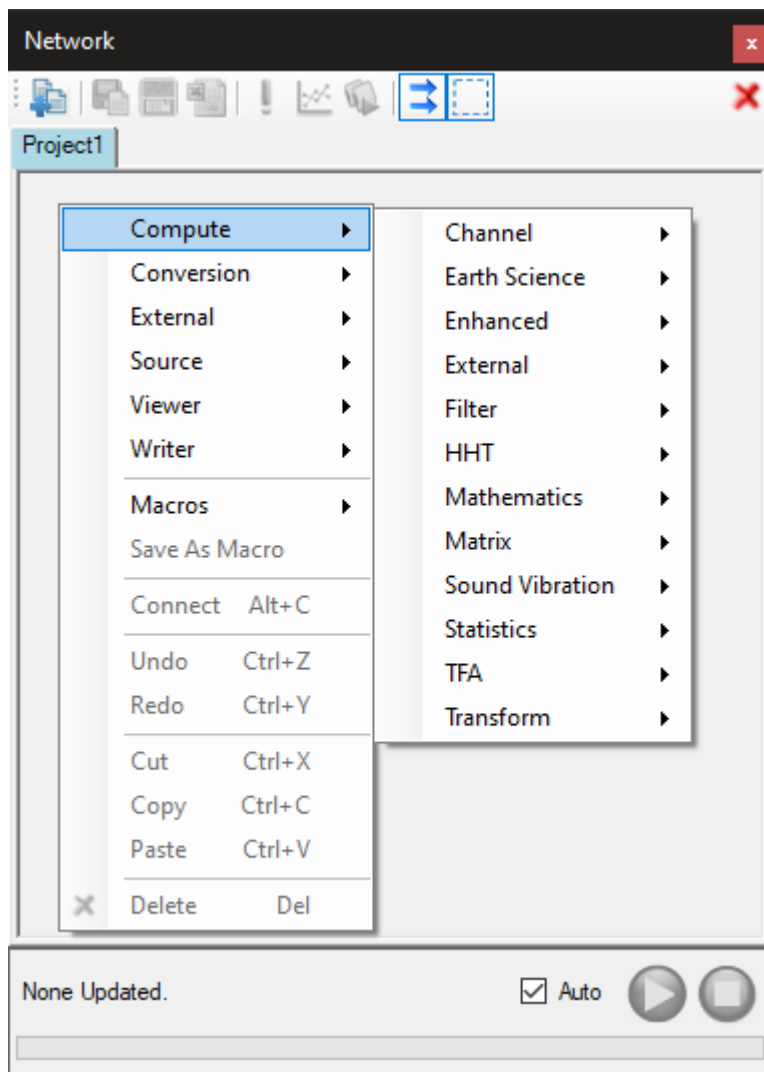 Network
Project1
Compute
Conversion
External
Source
Viewer
Writer
Macros
Save As Macro
Connect Alt+C
Undo Ctrl+Z
Redo Ctrl+Y
Cut Ctrl+X
Copy Ctrl+C
Paste Ctrl+V
Delete Del
Channel
Earth Science
Enhanced
External
Filter
HHT
Mathematics
Matrix
Sound Vibration
Statistics
TFA
Transform
None Updated.
Auto